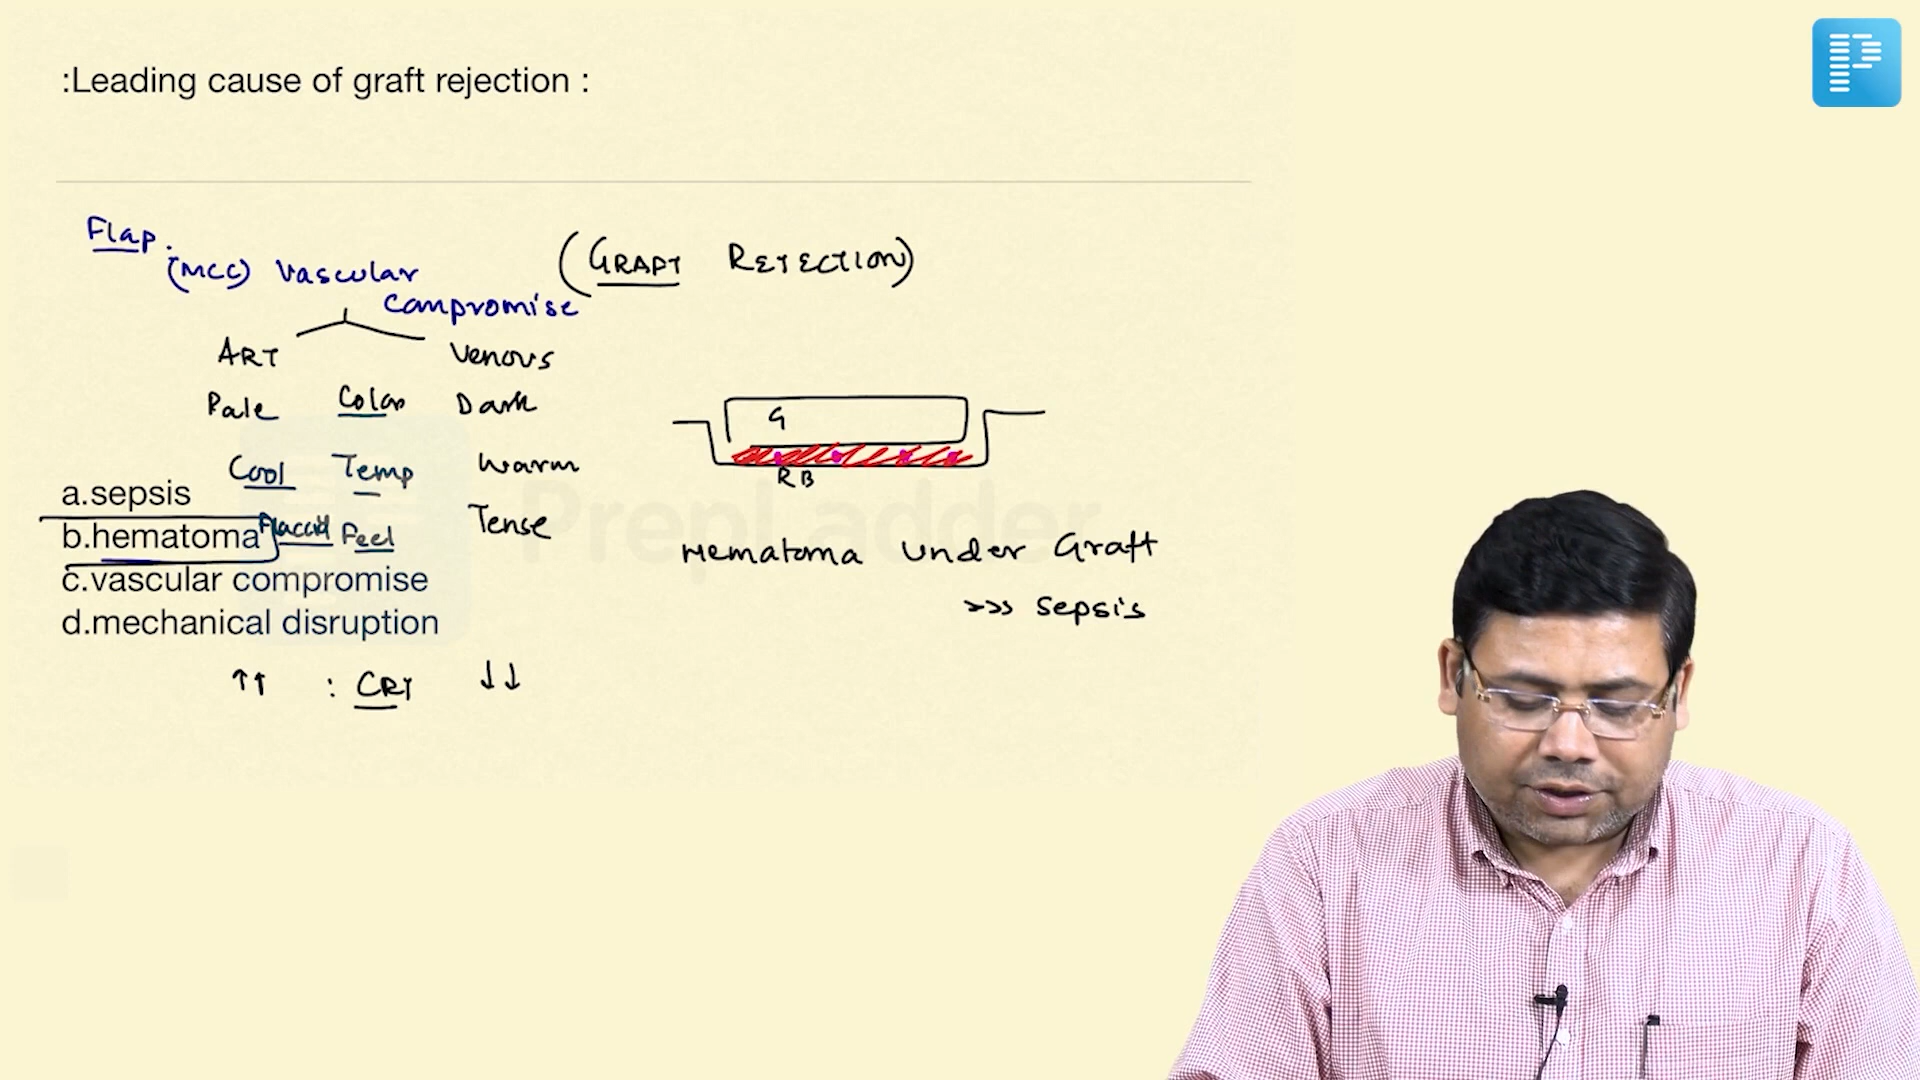 :Leading cause of graft rejection :
Flap.
(MCC) Vascular
Compromise
(GRAFT REJECTION)
ART Venous
Pale Color Dark
Cool Temp Warm
Flaccid Feel Tense
G
RB
a.sepsis
b.hematoma
c.vascular compromise
d.mechanical disruption
↑↑ : CRT ↓↓
Hematoma under Graft
>>> Sepsis
PrepLadder